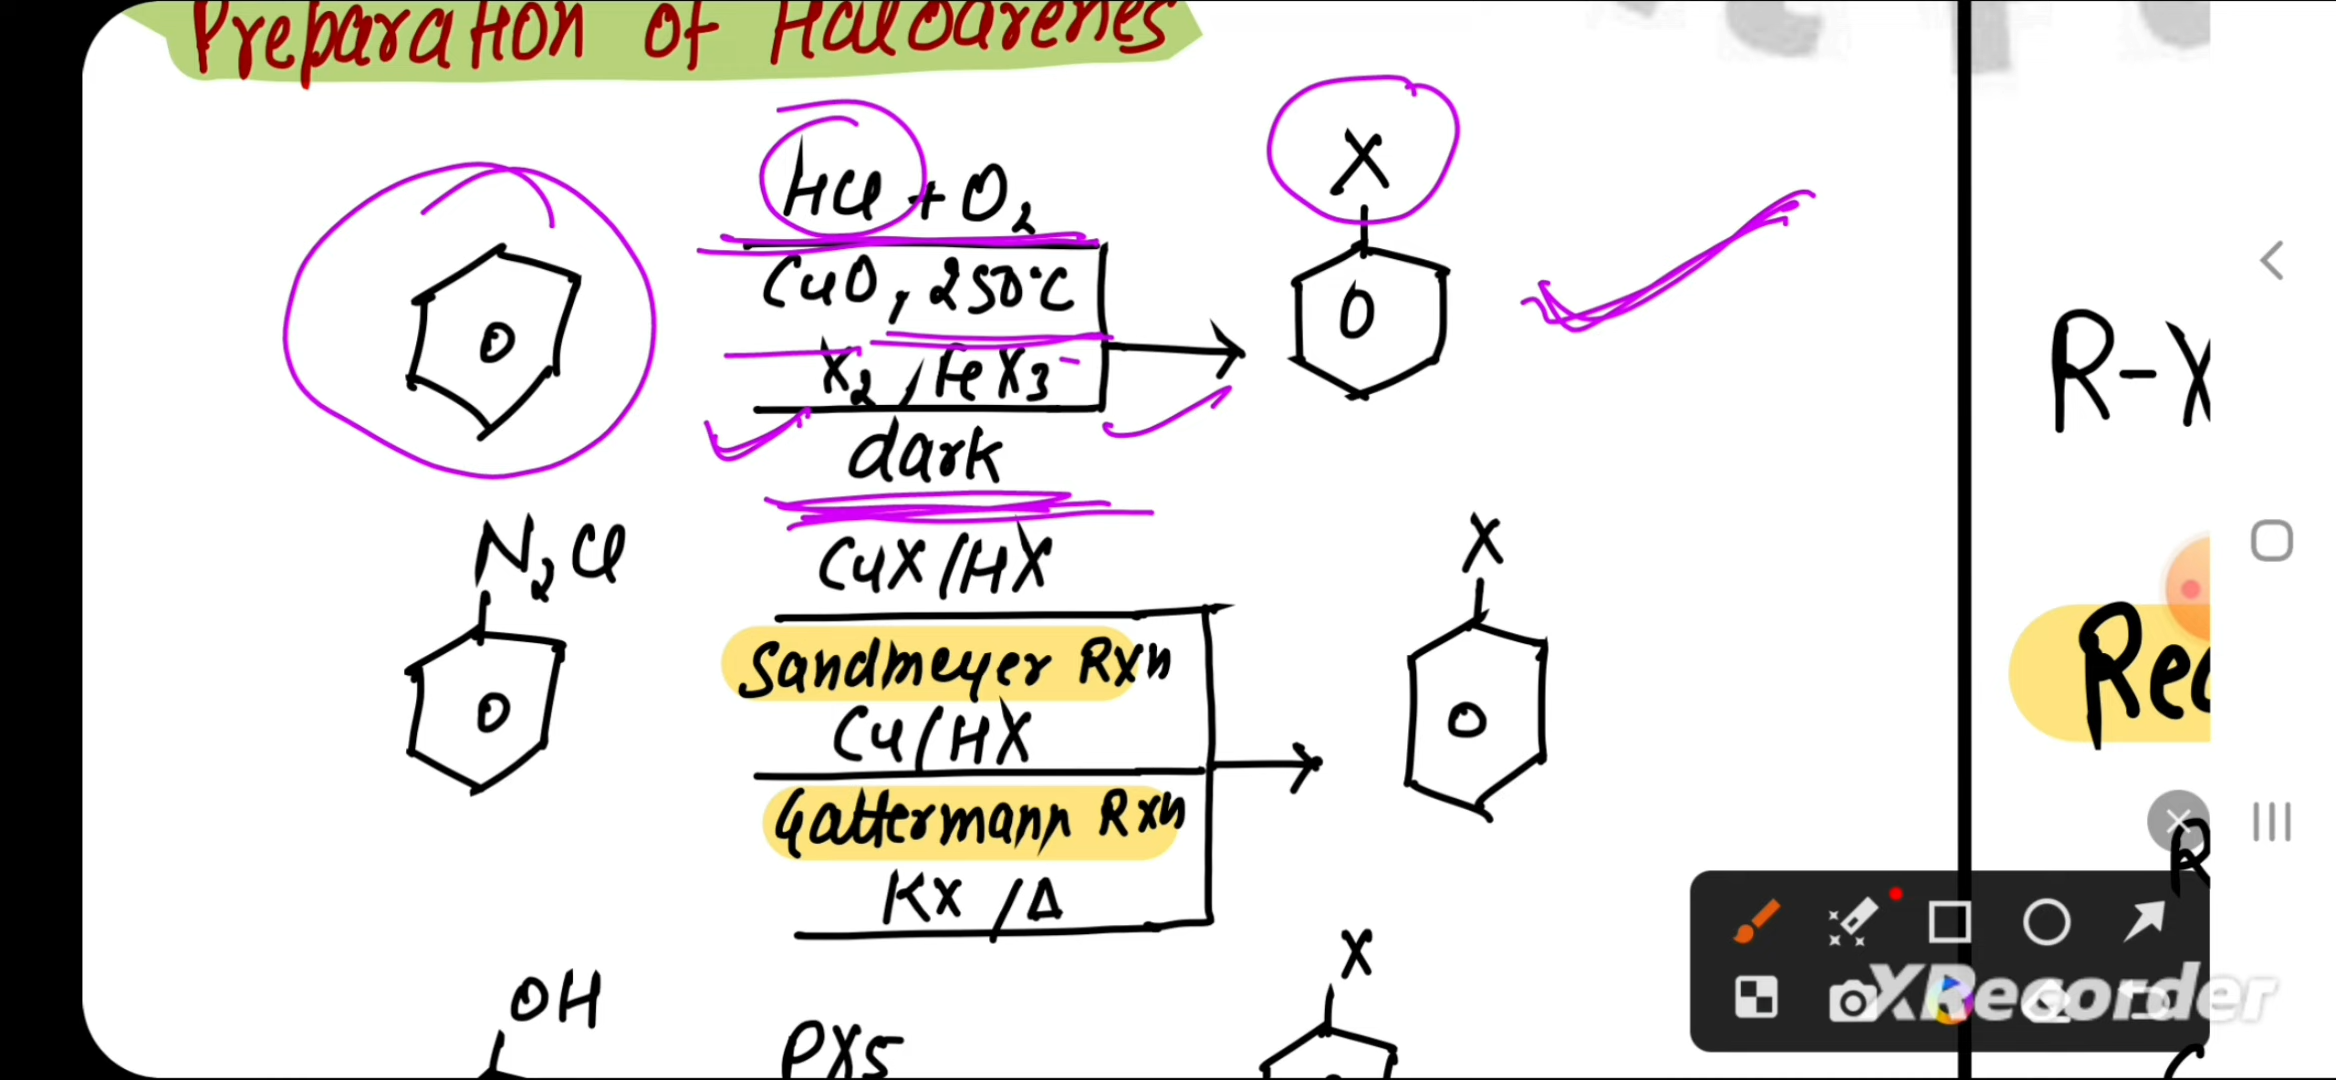 Preparation of Haloarenes
X
HCl + O2
CuO, 250°C
X2 / FeX3
dark
R-X
N2Cl
CuX / HX
X
Sandmeyer Rxn
Cu / HX
Gattermann Rxn
KX / Δ
X
OH
PX5
XRecorder